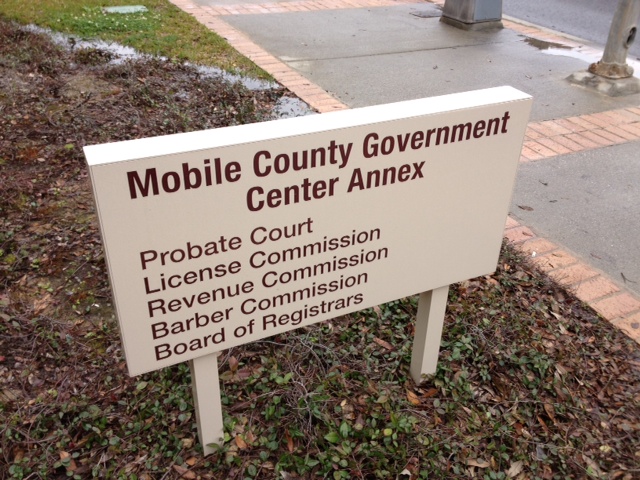 Mobile County Government
Center Annex
Probate Court
License Commission
Revenue Commission
Barber Commission
Board of Registrars